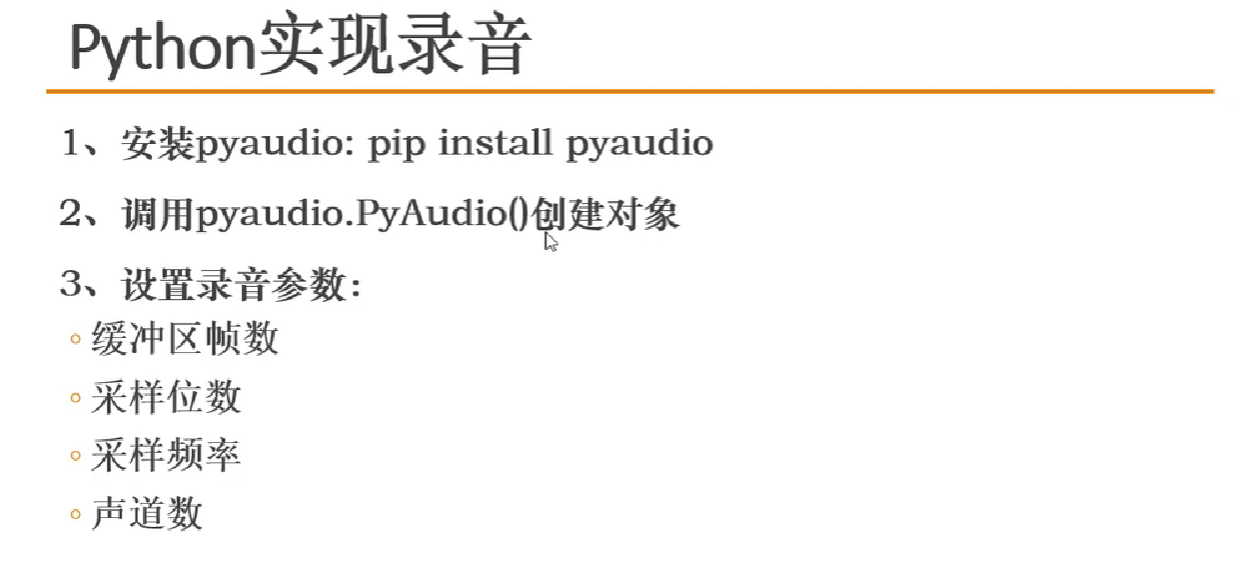 Python实现录音
1、安装pyaudio: pip install pyaudio
2、调用pyaudio.PyAudio()创建对象
3、设置录音参数：
◦ 缓冲区帧数
◦ 采样位数
◦ 采样频率
◦ 声道数